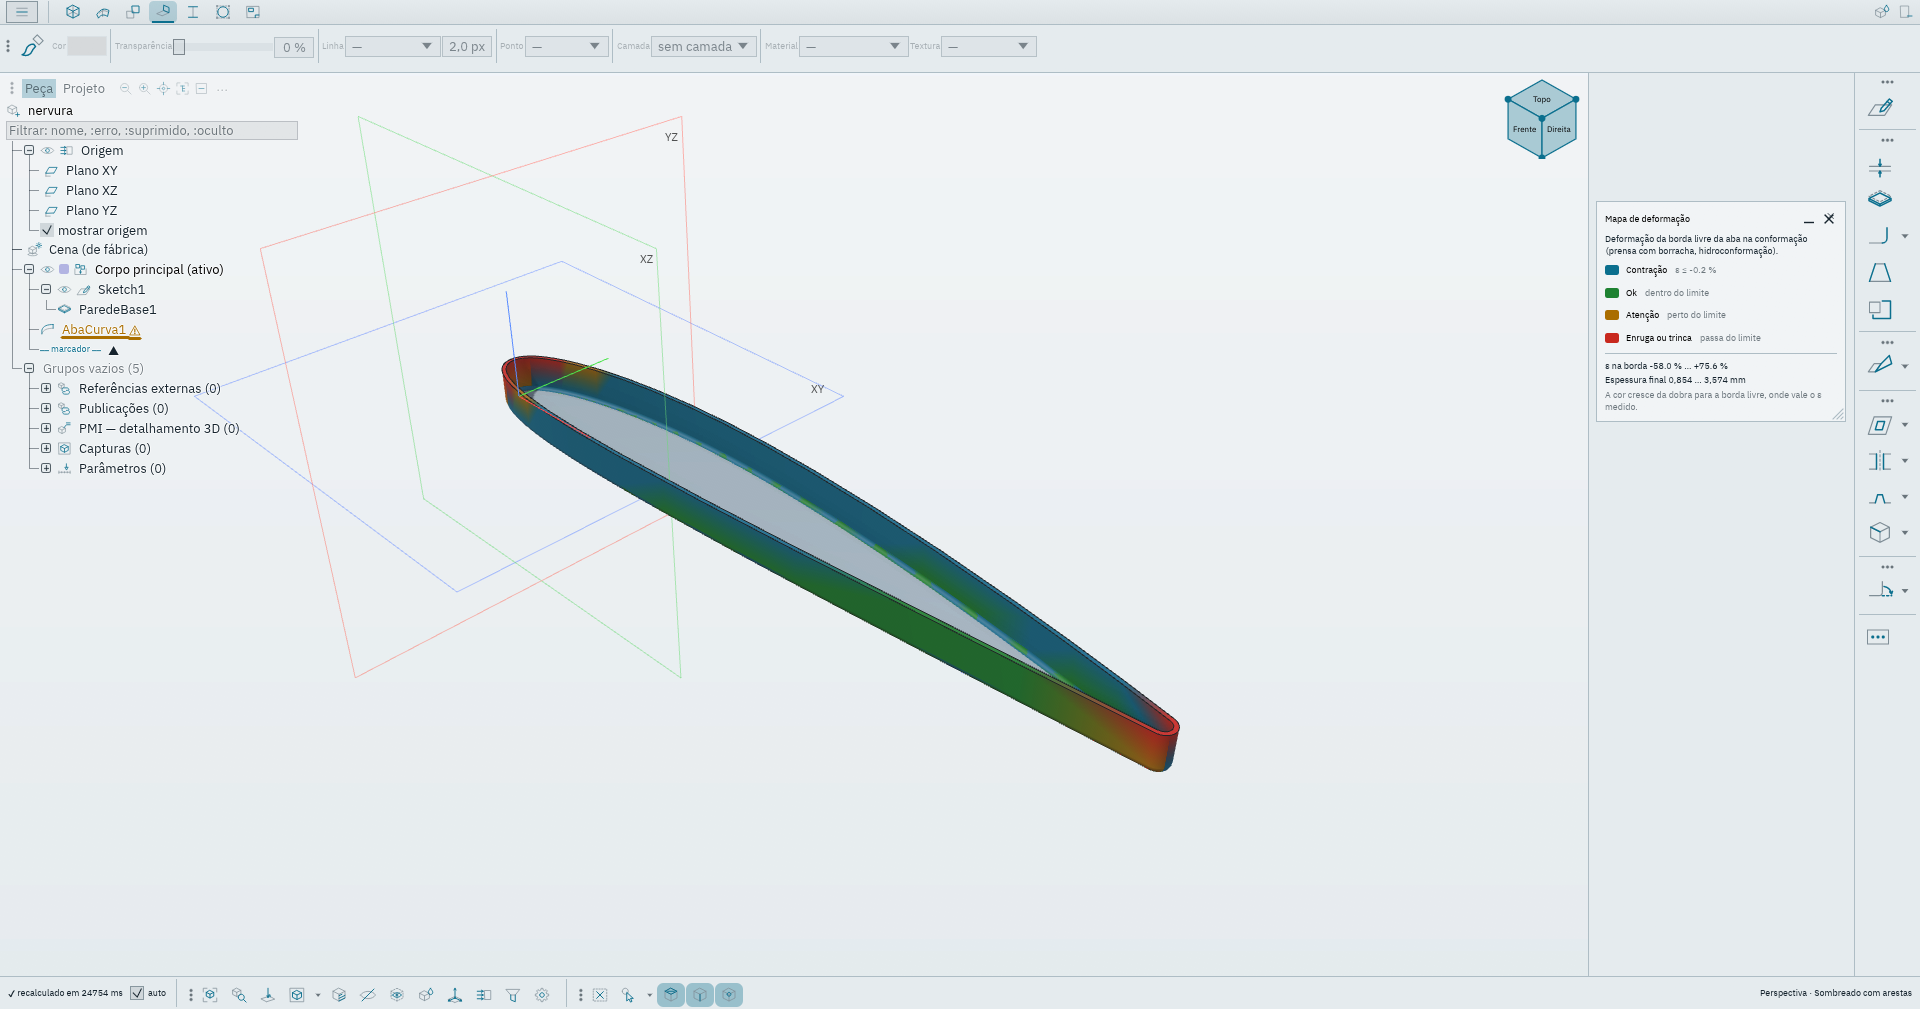 Cor
Transparência
0 %
Linha
—
2.0 px
Ponto
—
Camada
sem camada
Material
—
Textura
—
Peça
Projeto
...
nervura
Filtrar: nome, :erro, :suprimido, :oculto
Origem
Plano XY
Plano XZ
Plano YZ
mostrar origem
Cena (de fábrica)
Corpo principal (ativo)
Sketch1
ParedeBase1
AbaCurva1
marcador
Grupos vazios (5)
Referências externas (0)
Publicações (0)
PMI — detalhamento 3D (0)
Capturas (0)
Parâmetros (0)
YZ
XZ
XY
Topo
Frente
Direita
Mapa de deformação
Deformação da borda livre da aba na conformação
(prensa com borracha, hidroconformação).
Contração ε ≤ -0.2 %
Ok dentro do limite
Atenção perto do limite
Enruga ou trinca passa do limite
ε na borda -58.0 % ... +75.6 %
Espessura final 0,854 ... 3,574 mm
A cor cresce da dobra para a borda livre, onde vale o ε
medido.
recalculado em 24754 ms
auto
Perspectiva · Sombreado com arestas